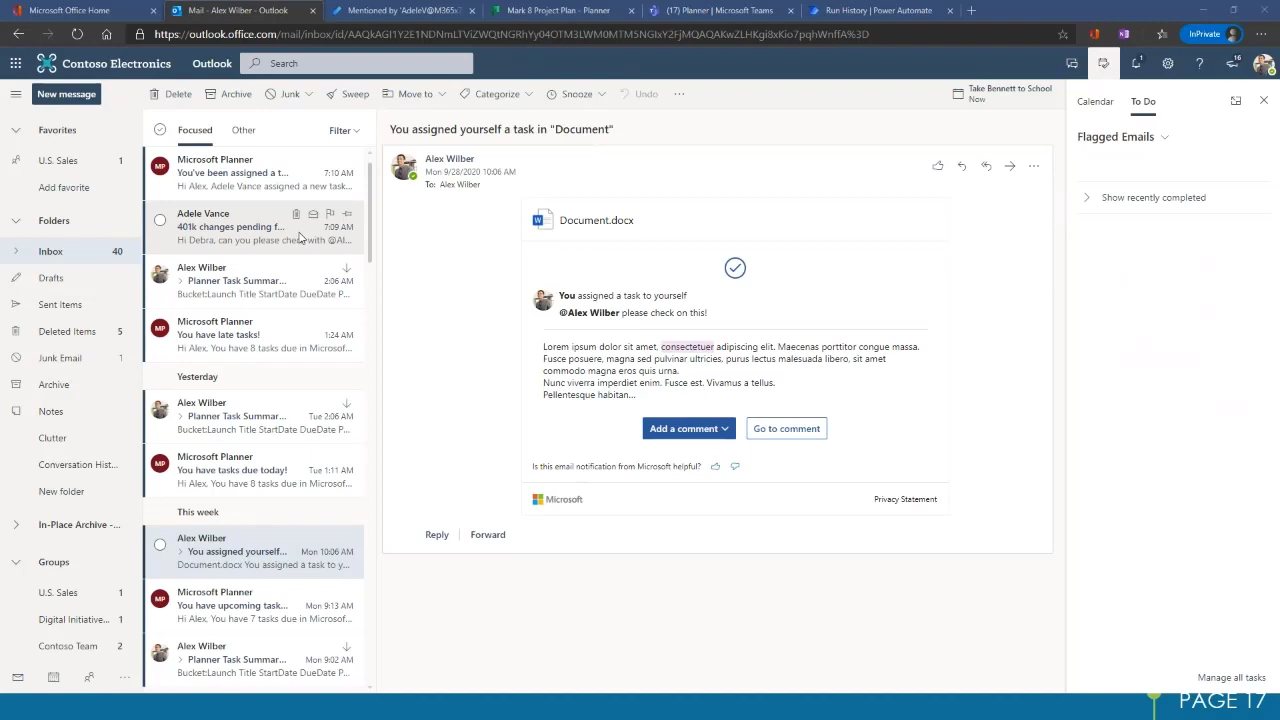 Microsoft Office Home
Mail - Alex Wilber - Outlook
Mentioned by 'AdeleV@M365x7
Mark 8 Project Plan - Planner
(17) Planner | Microsoft Teams
Run History | Power Automate
https://outlook.office.com/mail/inbox/id/
InPrivate
Contoso Electronics
Outlook
Search
16
New message
Delete
Archive
Junk
Sweep
Move to
Categorize
Snooze
Undo
Take Bennett to School
Now
Favorites
U.S. Sales 1
Add favorite
Folders
Inbox 40
Drafts
Sent Items
Deleted Items 5
Junk Email 1
Archive
Notes
Clutter
Conversation Hist...
New folder
In-Place Archive -...
Groups
U.S. Sales 1
Digital Initiative... 1
Contoso Team 2
Focused
Other
Filter
MP
Microsoft Planner
You've been assigned a t... 7:10 AM
Hi Alex, Adele Vance assigned a new task...
Adele Vance
401k changes pending f... 7:09 AM
Hi Debra, can you please check with @Al...
Alex Wilber
Planner Task Summar... 2:06 AM
Bucket:Launch Title StartDate DueDate P...
MP
Microsoft Planner
You have late tasks! 1:24 AM
Hi Alex, You have 8 tasks due in Microsof...
Yesterday
Alex Wilber
Planner Task Summar... Tue 2:06 AM
Bucket:Launch Title StartDate DueDate P...
MP
Microsoft Planner
You have tasks due today! Tue 1:11 AM
Hi Alex, You have 8 tasks due in Microsof...
This week
Alex Wilber
You assigned yourself... Mon 10:06 AM
Document.docx You assigned a task to y...
MP
Microsoft Planner
You have upcoming task... Mon 9:13 AM
Hi Alex, You have 7 tasks due in Microsof...
Alex Wilber
Planner Task Summar... Mon 9:02 AM
Bucket:Launch Title StartDate DueDate P...
You assigned yourself a task in "Document"
Alex Wilber
Mon 9/28/2020 10:06 AM
To: Alex Wilber
W
Document.docx
You assigned a task to yourself
@Alex Wilber please check on this!
Lorem ipsum dolor sit amet, consectetuer adipiscing elit. Maecenas porttitor congue massa.
Fusce posuere, magna sed pulvinar ultricies, purus lectus malesuada libero, sit amet
commodo magna eros quis urna.
Nunc viverra imperdiet enim. Fusce est. Vivamus a tellus.
Pellentesque habitan...
Add a comment
Go to comment
Is this email notification from Microsoft helpful?
Microsoft
Privacy Statement
Reply
Forward
Calendar
To Do
Flagged Emails
Show recently completed
Manage all tasks
PAGE 17